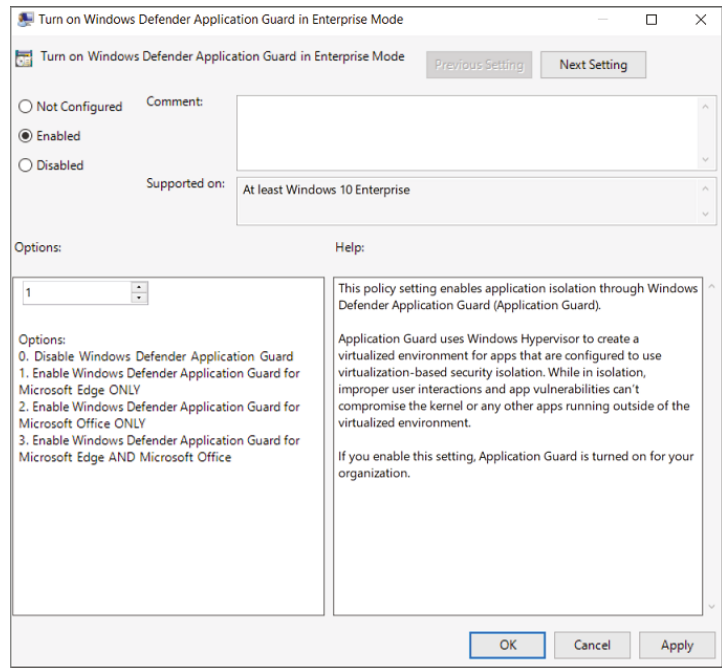 Turn on Windows Defender Application Guard in Enterprise Mode
Turn on Windows Defender Application Guard in Enterprise Mode
Previous Setting
Next Setting
Not Configured
Enabled
Disabled
Comment:
Supported on:
At least Windows 10 Enterprise
Options:
1
Options:
0. Disable Windows Defender Application Guard
1. Enable Windows Defender Application Guard for
Microsoft Edge ONLY
2. Enable Windows Defender Application Guard for
Microsoft Office ONLY
3. Enable Windows Defender Application Guard for
Microsoft Edge AND Microsoft Office
Help:
This policy setting enables application isolation through Windows
Defender Application Guard (Application Guard).
Application Guard uses Windows Hypervisor to create a
virtualized environment for apps that are configured to use
virtualization-based security isolation. While in isolation,
improper user interactions and app vulnerabilities can't
compromise the kernel or any other apps running outside of the
virtualized environment.
If you enable this setting, Application Guard is turned on for your
organization.
OK
Cancel
Apply